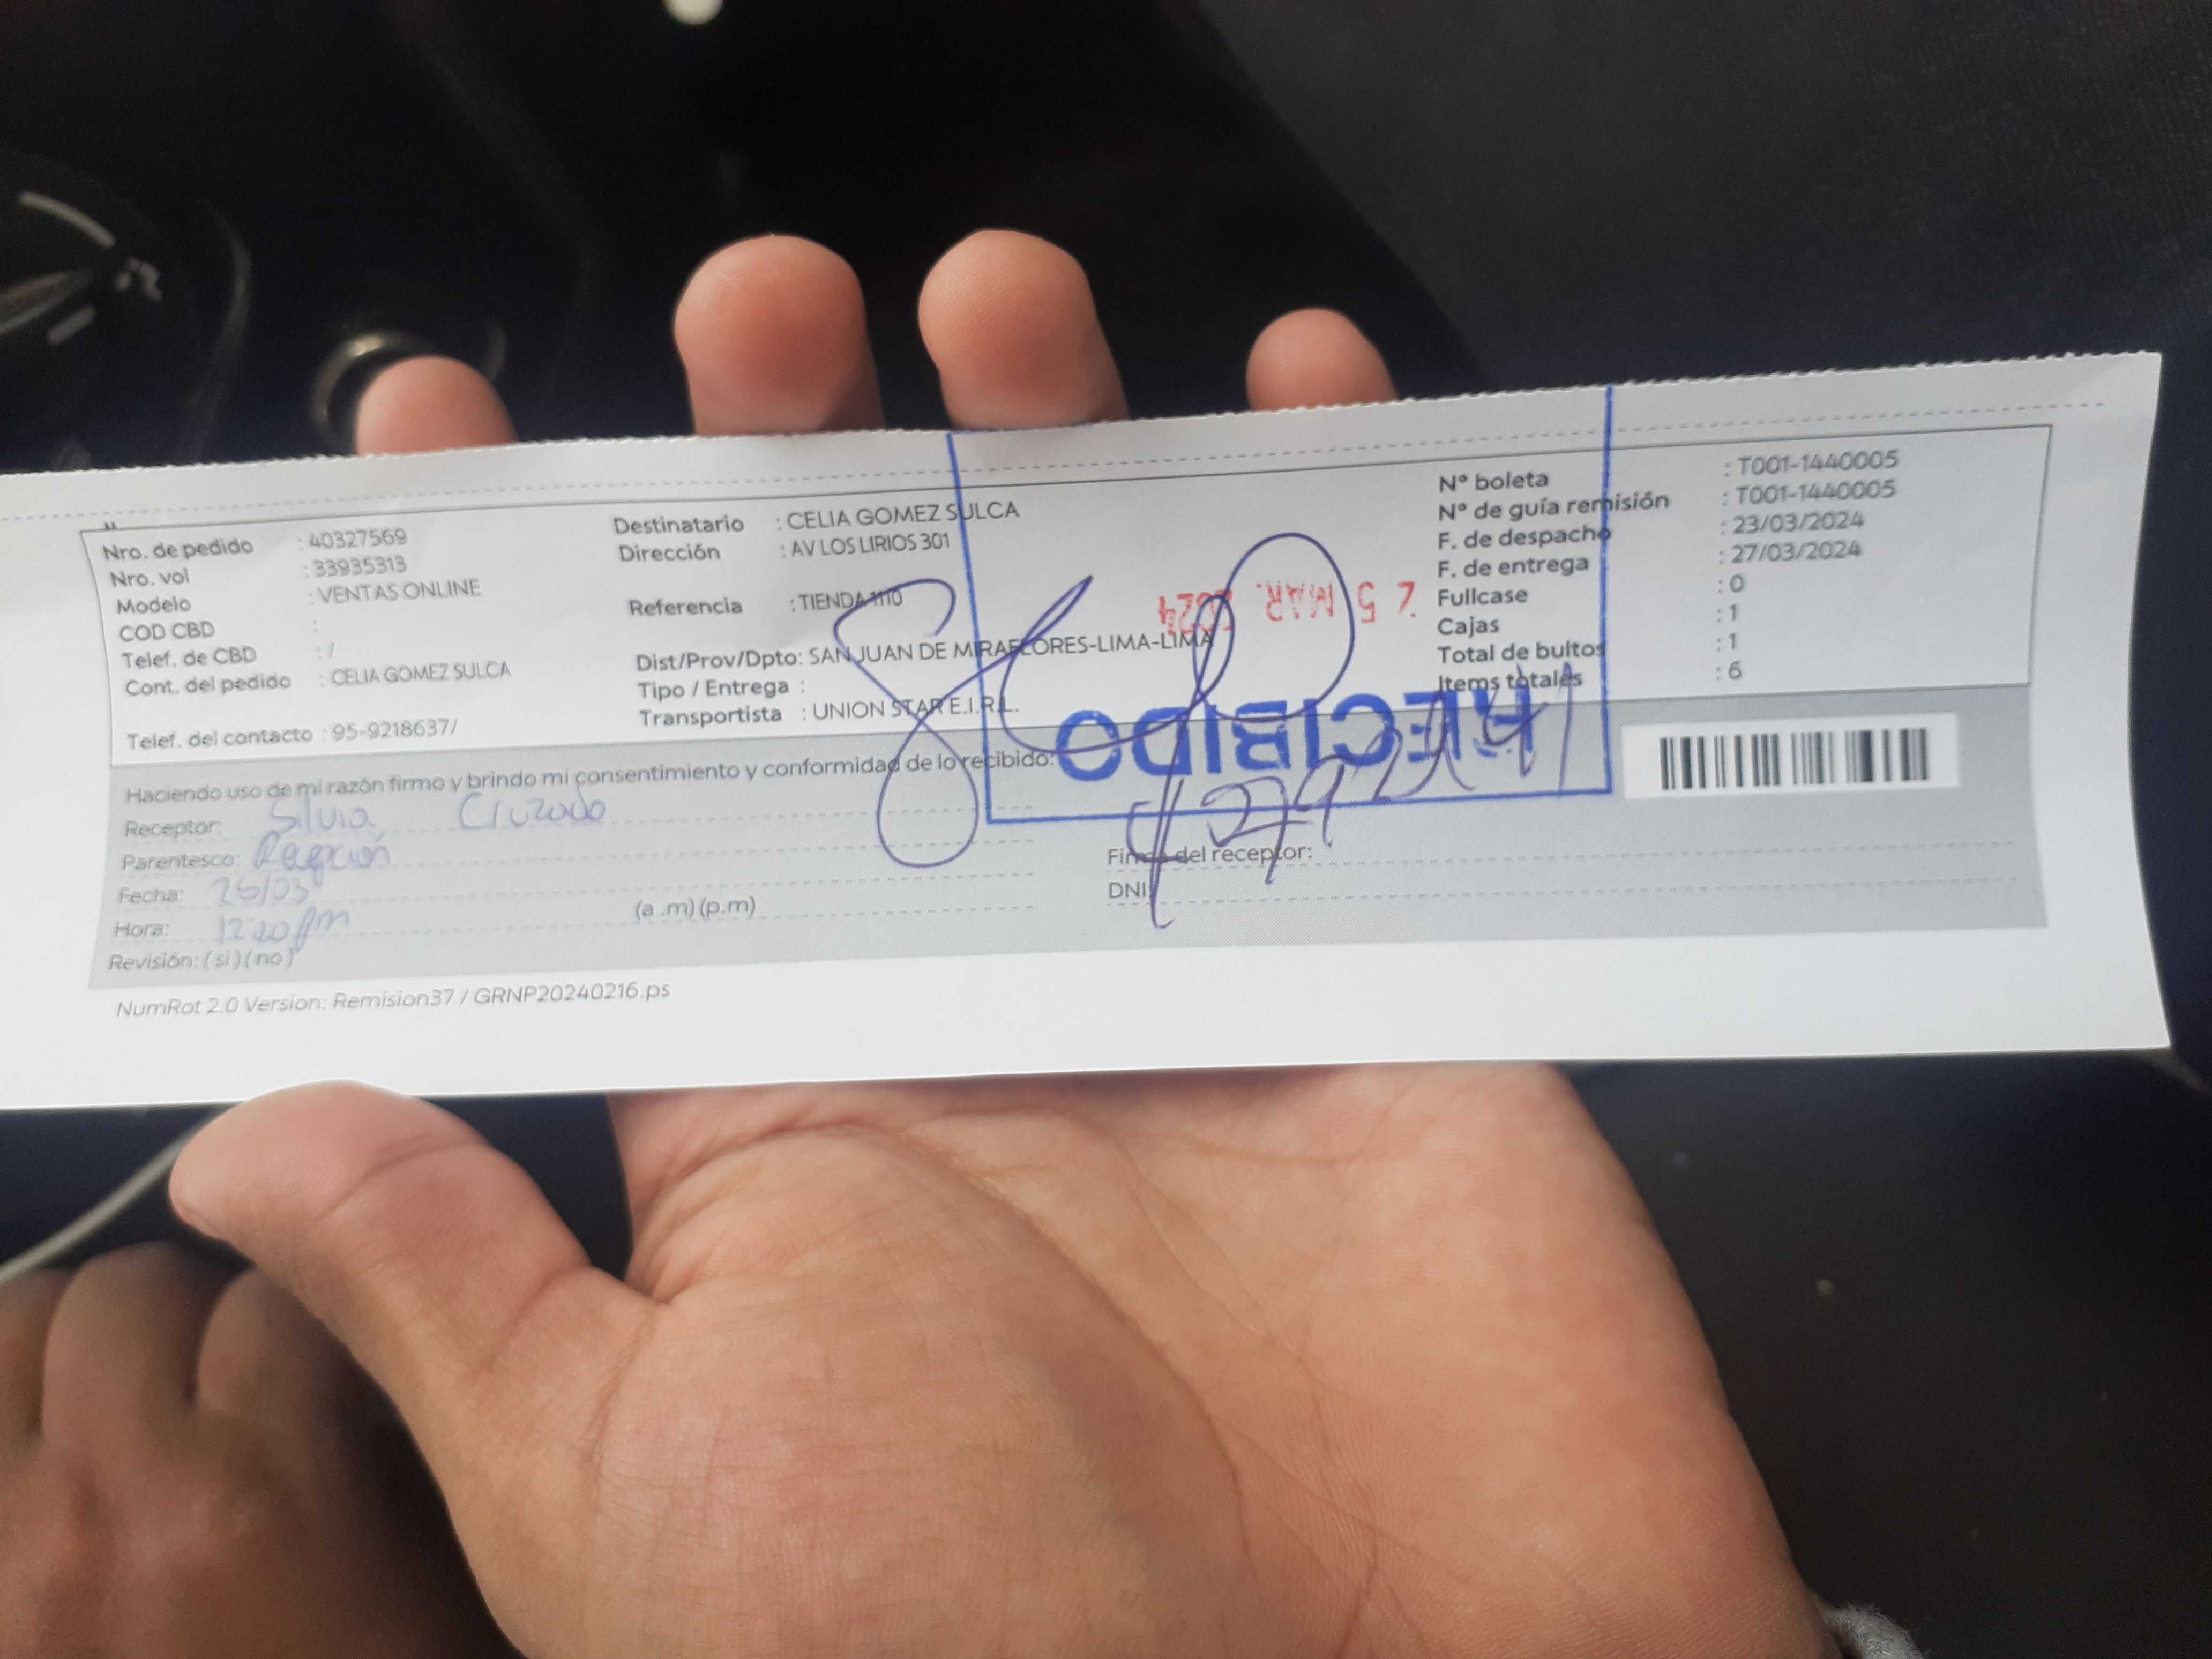 Nro. de pedido : 40327569
Nro. vol : 33935313
Modelo : VENTAS ONLINE
COD CBD :
Telef. de CBD : /
Cont. del pedido : CELIA GOMEZ SULCA
Telef. del contacto : 95-9218637/
Destinatario : CELIA GOMEZ SULCA
Dirección : AV LOS LIRIOS 301
Referencia : TIENDA 1110
Dist/Prov/Dpto: SAN JUAN DE MIRAFLORES-LIMA-LIMA
Tipo / Entrega :
Transportista : UNION STAR E.I.R.L.
Nº boleta : T001-1440005
Nº de guía remisión : T001-1440005
F. de despacho : 23/03/2024
F. de entrega : 27/03/2024
Fullcase : 0
Cajas : 1
Total de bultos : 1
Items totales : 6
MAR. 2024
RECIBIDO
Haciendo uso de mi razón firmo y brindo mi consentimiento y conformidad de lo recibido:
Receptor: Silvia Cruzado
Parentesco:
Fecha: 26/03
Hora: 12:20 pm (a .m) (p.m)
Revisión: (si) (no)
Firma del receptor:
DNI:
NumRot 2.0 Version: Remision37 / GRNP20240216.ps